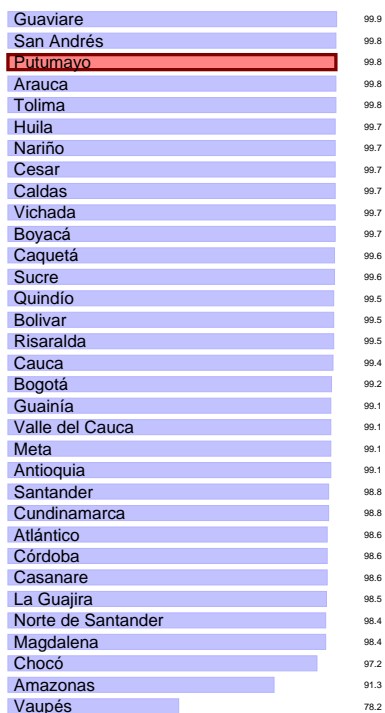 Guaviare 99.9
San Andrés 99.8
Putumayo 99.8
Arauca 99.8
Tolima 99.8
Huila 99.7
Nariño 99.7
Cesar 99.7
Caldas 99.7
Vichada 99.7
Boyacá 99.7
Caquetá 99.6
Sucre 99.6
Quindío 99.5
Bolivar 99.5
Risaralda 99.5
Cauca 99.4
Bogotá 99.2
Guainía 99.1
Valle del Cauca 99.1
Meta 99.1
Antioquia 99.1
Santander 98.8
Cundinamarca 98.8
Atlántico 98.6
Córdoba 98.6
Casanare 98.6
La Guajira 98.5
Norte de Santander 98.4
Magdalena 98.4
Chocó 97.2
Amazonas 91.3
Vaupés 78.2